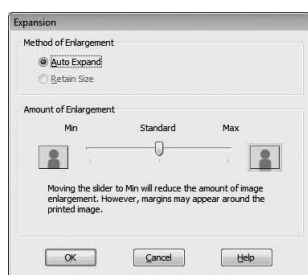 Expansion
Method of Enlargement
Auto Expand
Retain Size
Amount of Enlargement
Min Standard Max
Moving the slider to Min will reduce the amount of image
enlargement. However, margins may appear around the
printed image.
OK Cancel Help